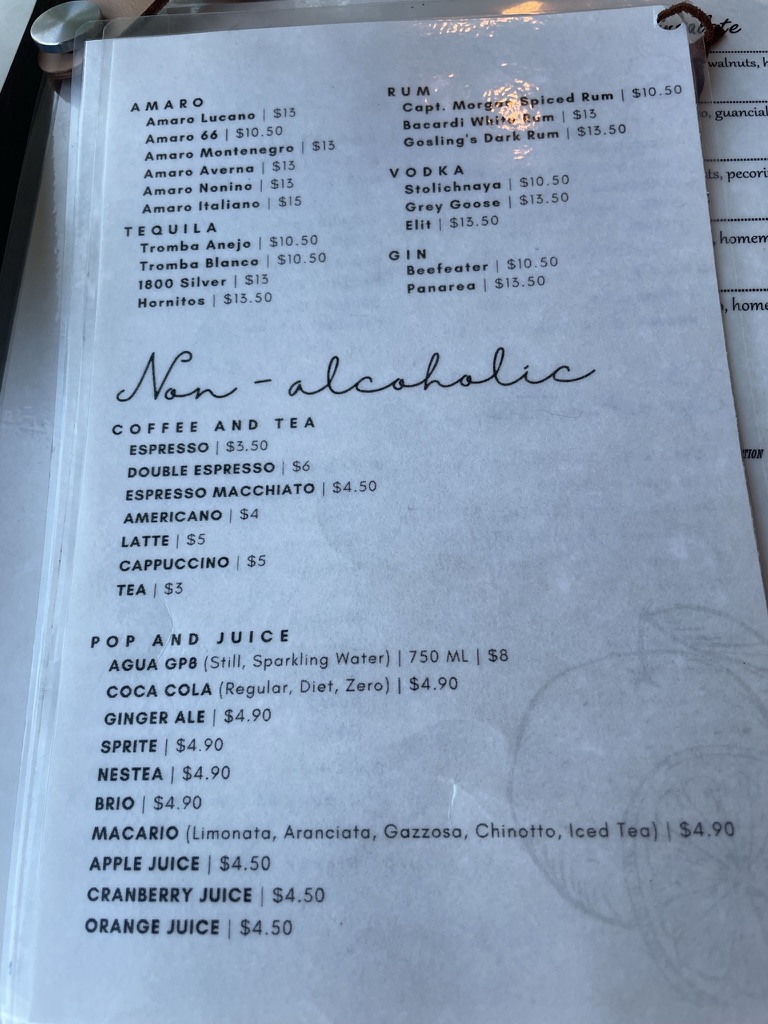 AMARO
Amaro Lucano | $13
Amaro 66 | $10.50
Amaro Montenegro | $13
Amaro Averna | $13
Amaro Nonino | $13
Amaro Italiano | $15
TEQUILA
Tromba Anejo | $10.50
Tromba Blanco | $10.50
1800 Silver | $13
Hornitos | $13.50
RUM
Capt. Morgan Spiced Rum | $10.50
Bacardi White Rum | $13
Gosling's Dark Rum | $13.50
VODKA
Stolichnaya | $10.50
Grey Goose | $13.50
Elit | $13.50
GIN
Beefeater | $10.50
Panarea | $13.50
Non-alcoholic
COFFEE AND TEA
ESPRESSO | $3.50
DOUBLE ESPRESSO | $6
ESPRESSO MACCHIATO | $4.50
AMERICANO | $4
LATTE | $5
CAPPUCCINO | $5
TEA | $3
POP AND JUICE
AGUA GP8 (Still, Sparkling Water) | 750 ML | $8
COCA COLA (Regular, Diet, Zero) | $4.90
GINGER ALE | $4.90
SPRITE | $4.90
NESTEA | $4.90
BRIO | $4.90
MACARIO (Limonata, Aranciata, Gazzosa, Chinotto, Iced Tea) | $4.90
APPLE JUICE | $4.50
CRANBERRY JUICE | $4.50
ORANGE JUICE | $4.50
walnuts, h
guancial
pecori
homem
home
TION